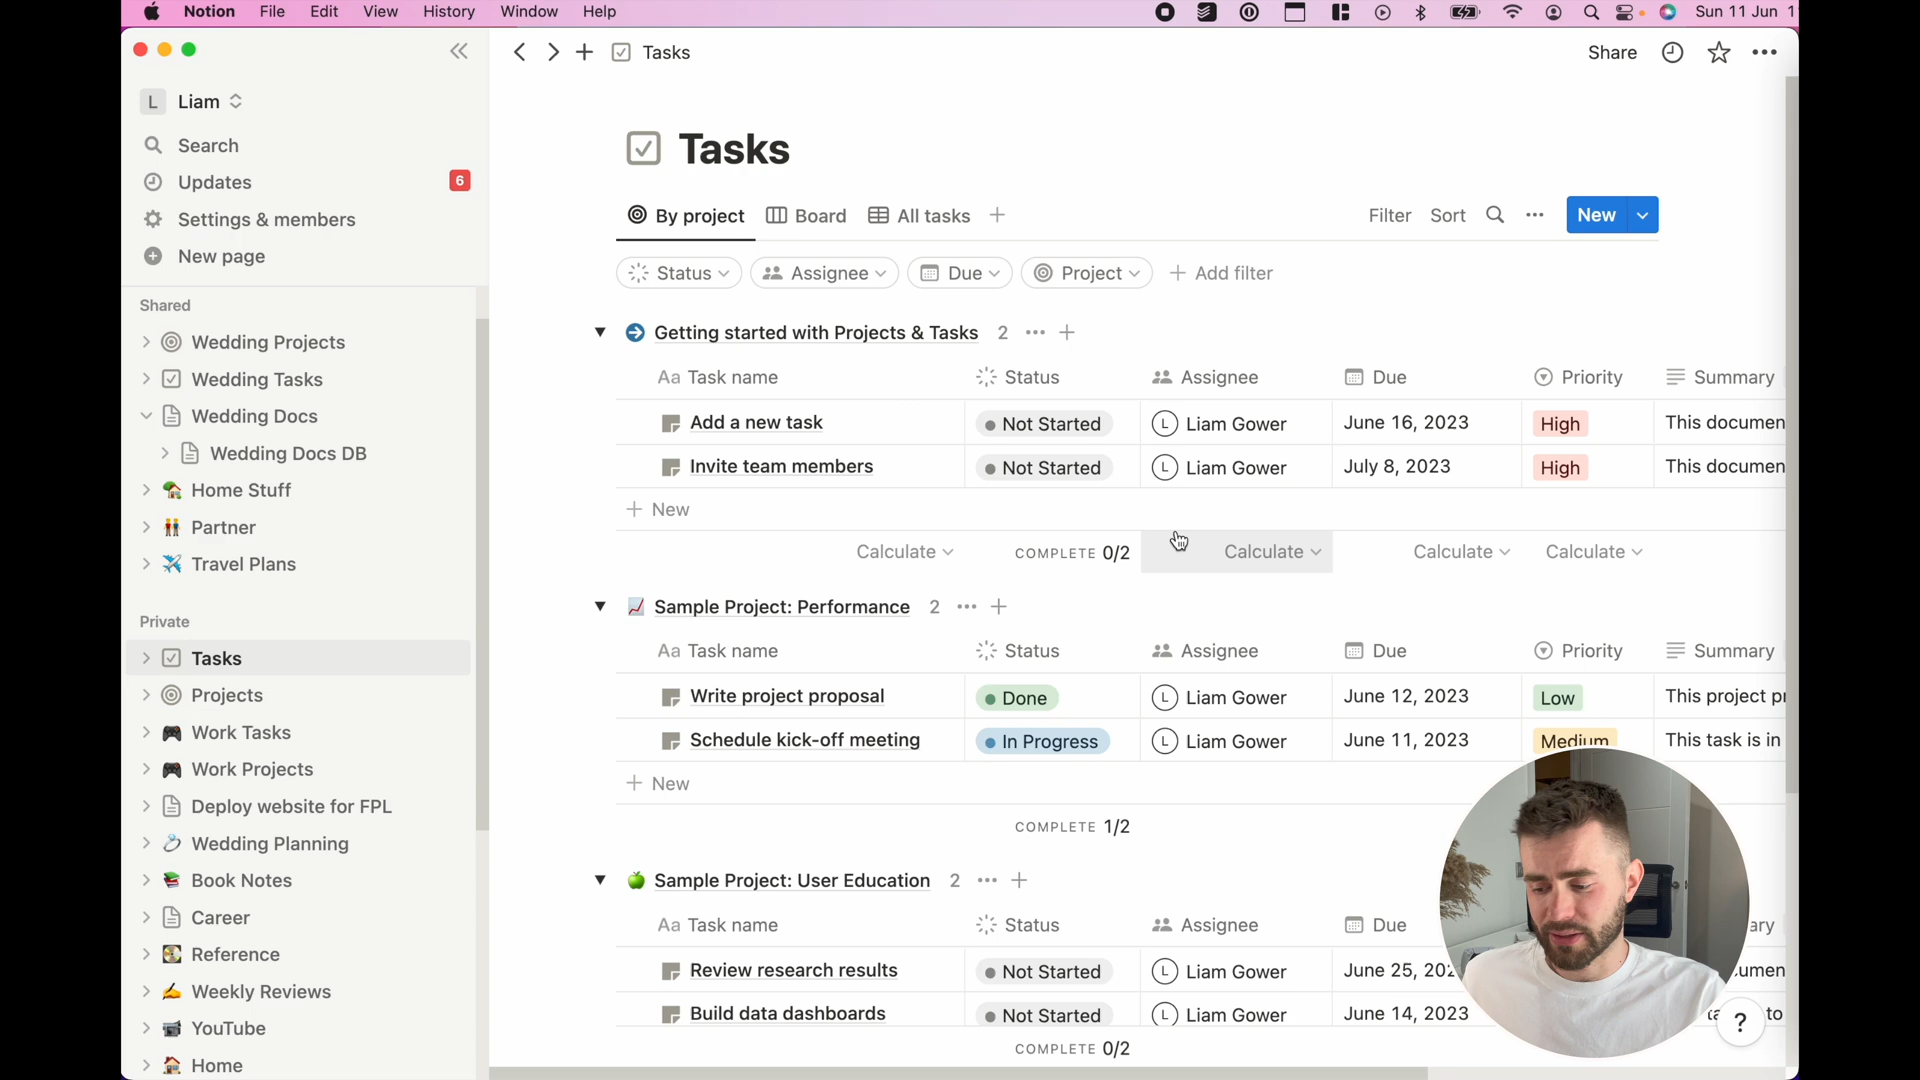 Notion File Edit View History Window Help Sun 11 Jun
Tasks Share
L Liam
Search
Updates 6
Settings & members
New page
Shared
Wedding Projects
Wedding Tasks
Wedding Docs
Wedding Docs DB
Home Stuff
Partner
Travel Plans
Private
Tasks
Projects
Work Tasks
Work Projects
Deploy website for FPL
Wedding Planning
Book Notes
Career
Reference
Weekly Reviews
YouTube
Home
Tasks
By project Board All tasks Filter Sort New
Status Assignee Due Project Add filter
Getting started with Projects & Tasks 2
Aa Task name Status Assignee Due Priority Summary
Add a new task Not Started L Liam Gower June 16, 2023 High This documen
Invite team members Not Started L Liam Gower July 8, 2023 High This documen
New
Calculate COMPLETE 0/2 Calculate Calculate Calculate
Sample Project: Performance 2
Aa Task name Status Assignee Due Priority Summary
Write project proposal Done L Liam Gower June 12, 2023 Low This project p
Schedule kick-off meeting In Progress L Liam Gower June 11, 2023 Medium This task is in
New
COMPLETE 1/2
Sample Project: User Education 2
Aa Task name Status Assignee Due
Review research results Not Started L Liam Gower June 25,
Build data dashboards Not Started L Liam Gower June 14, 2023 to
COMPLETE 0/2
?